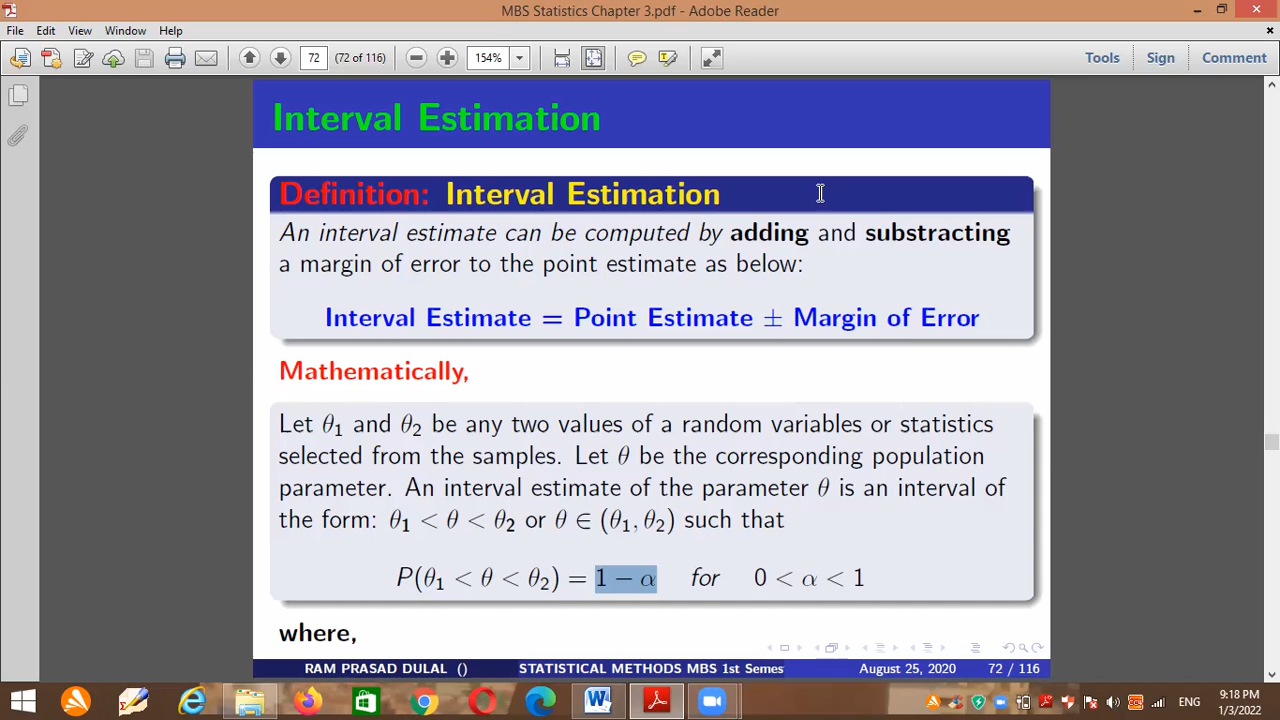 MBS Statistics Chapter 3.pdf - Adobe Reader
File Edit View Window Help
72 (72 of 116) 154% Tools Sign Comment
Interval Estimation
Definition: Interval Estimation
An interval estimate can be computed by adding and substracting
a margin of error to the point estimate as below:
Interval Estimate = Point Estimate ± Margin of Error
Mathematically,
Let θ₁ and θ₂ be any two values of a random variables or statistics
selected from the samples. Let θ be the corresponding population
parameter. An interval estimate of the parameter θ is an interval of
the form: θ₁ < θ < θ₂ or θ ∈ (θ₁, θ₂) such that
P(θ₁ < θ < θ₂) = 1 − α for 0 < α < 1
where,
RAM PRASAD DULAL () STATISTICAL METHODS MBS 1st Semes August 25, 2020 72 / 116
ENG 9:18 PM
1/3/2022